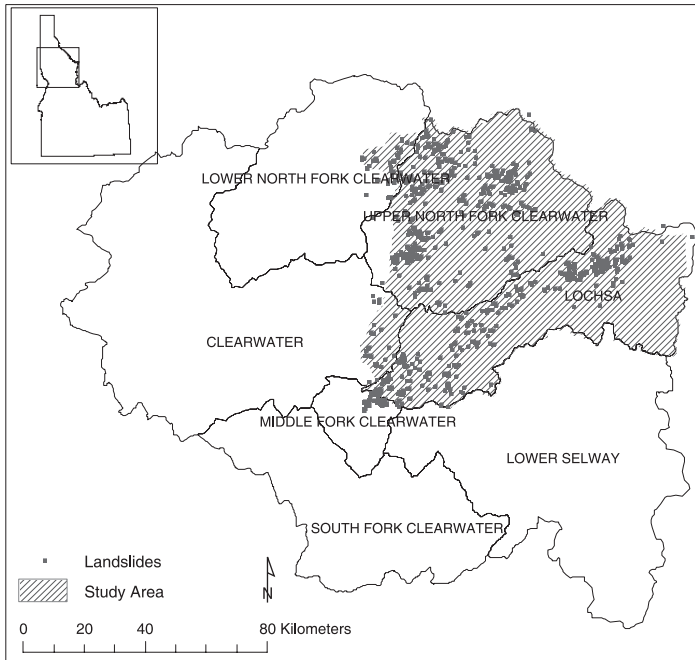 LOWER NORTH FORK CLEARWATER
UPPER NORTH FORK CLEARWATER
LOCHSA
CLEARWATER
MIDDLE FORK CLEARWATER
LOWER SELWAY
SOUTH FORK CLEARWATER
Landslides
Study Area
N
0 20 40 80 Kilometers